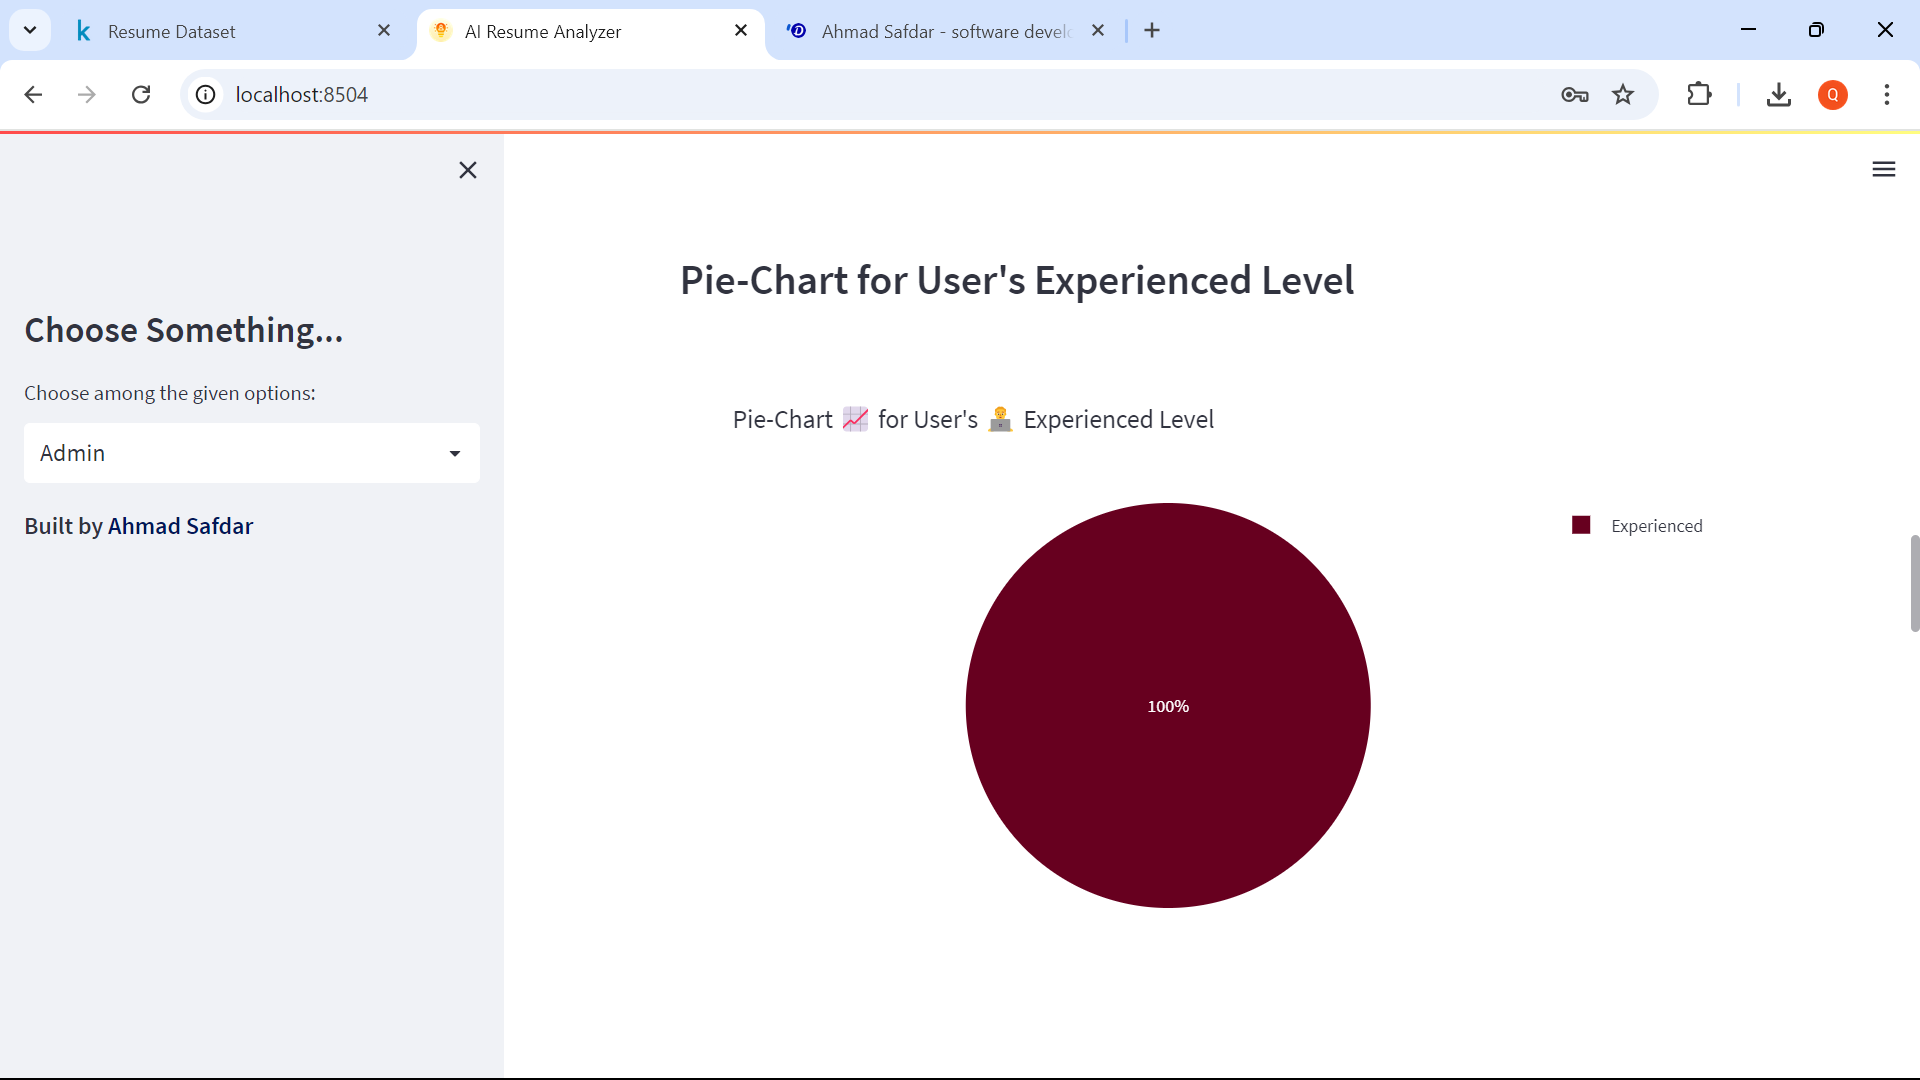 Resume Dataset
AI Resume Analyzer
Ahmad Safdar - software devel
localhost:8504
Q
Choose Something...
Choose among the given options:
Admin
Built by Ahmad Safdar
Pie-Chart for User's Experienced Level
Pie-Chart 📈 for User's 👨‍💻 Experienced Level
Experienced
100%